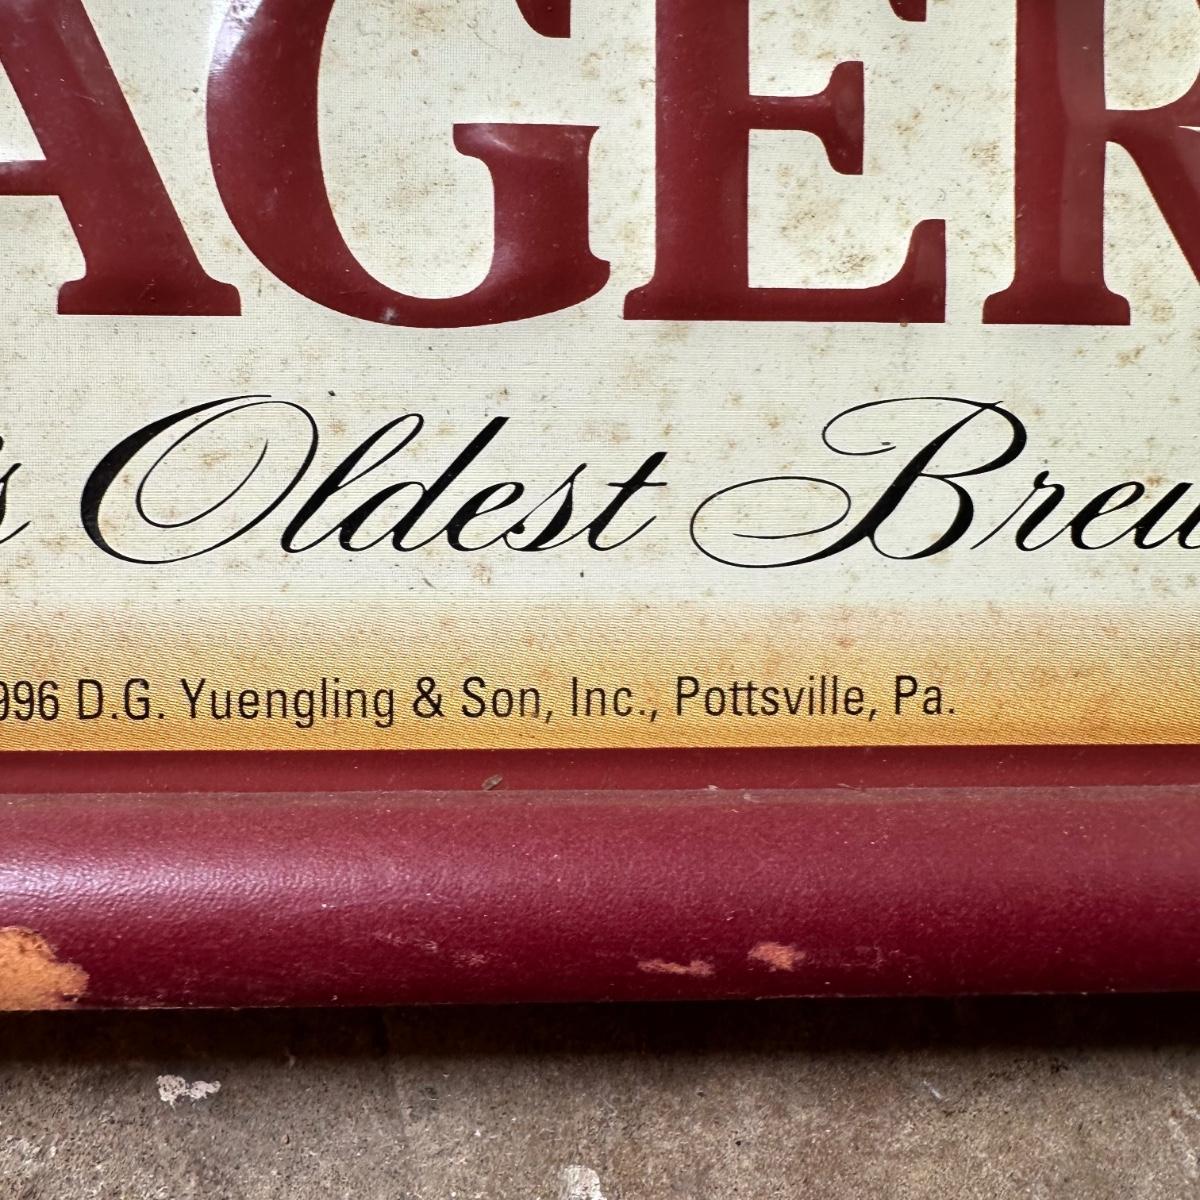 AGER
's Oldest Brew
996 D.G. Yuengling & Son, Inc., Pottsville, Pa.